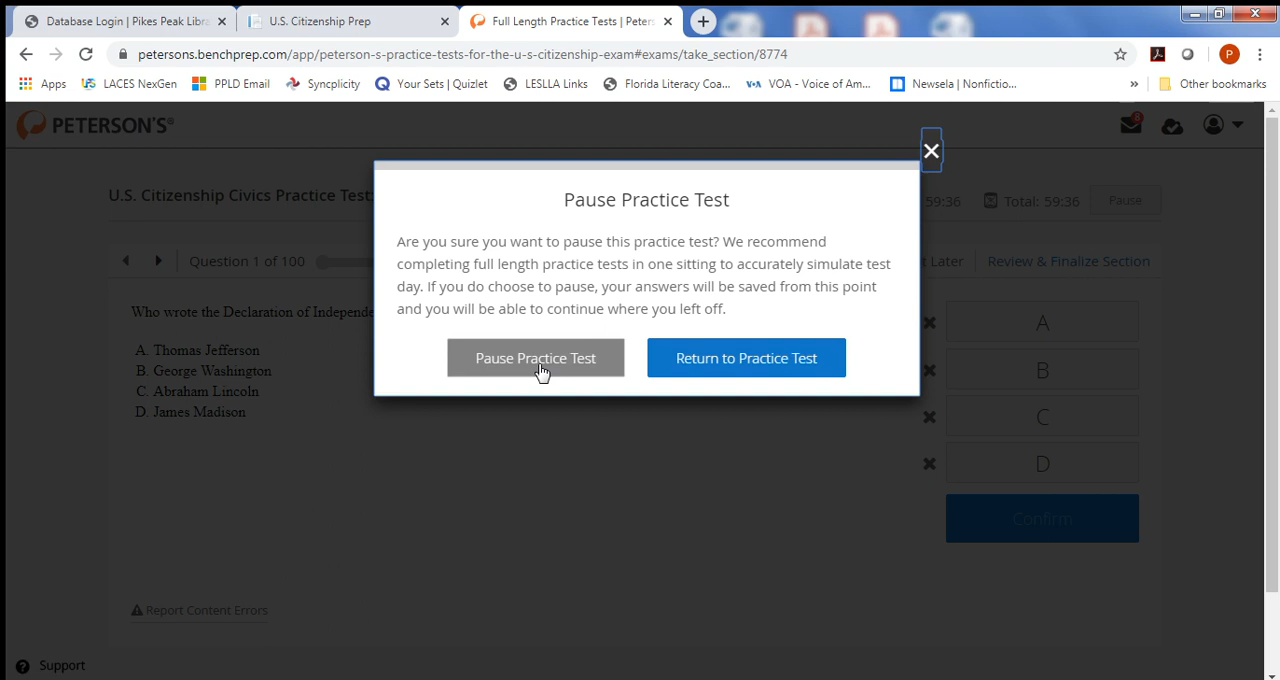 Database Login | Pikes Peak Libra
U.S. Citizenship Prep
Full Length Practice Tests | Peters
petersons.benchprep.com/app/peterson-s-practice-tests-for-the-u-s-citizenship-exam#exams/take_section/8774
P
Apps
LACES NexGen
PPLD Email
Syncplicity
Your Sets | Quizlet
LESLLA Links
Florida Literacy Coa...
VOA - Voice of Am...
Newsela | Nonfictio...
»
Other bookmarks
PETERSON'S®
8
U.S. Citizenship Civics Practice Test
59:36
Total: 59:36
Pause
Pause Practice Test
Are you sure you want to pause this practice test? We recommend
completing full length practice tests in one sitting to accurately simulate test
day. If you do choose to pause, your answers will be saved from this point
and you will be able to continue where you left off.
Pause Practice Test
Return to Practice Test
Question 1 of 100
Later
Review & Finalize Section
Who wrote the Declaration of Independe
A. Thomas Jefferson
B. George Washington
C. Abraham Lincoln
D. James Madison
A
B
C
D
Confirm
Report Content Errors
Support